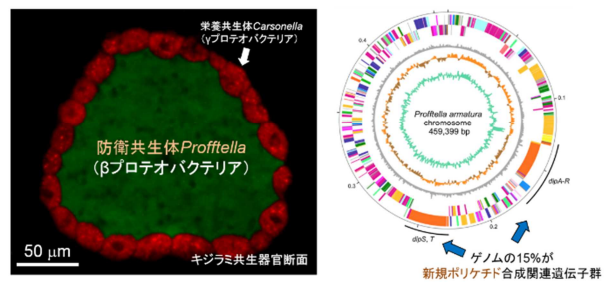 栄養共生体Carsonella
(γプロテオバクテリア)
防衛共生体Profftella
(βプロテオバクテリア)
50 μm
キジラミ共生器官断面
0.4
0.1
0.3
0.2
Profftella armatura
chromosome
459,399 bp
dipA-R
dipS, T
ゲノムの15%が
新規ポリケチド合成関連遺伝子群